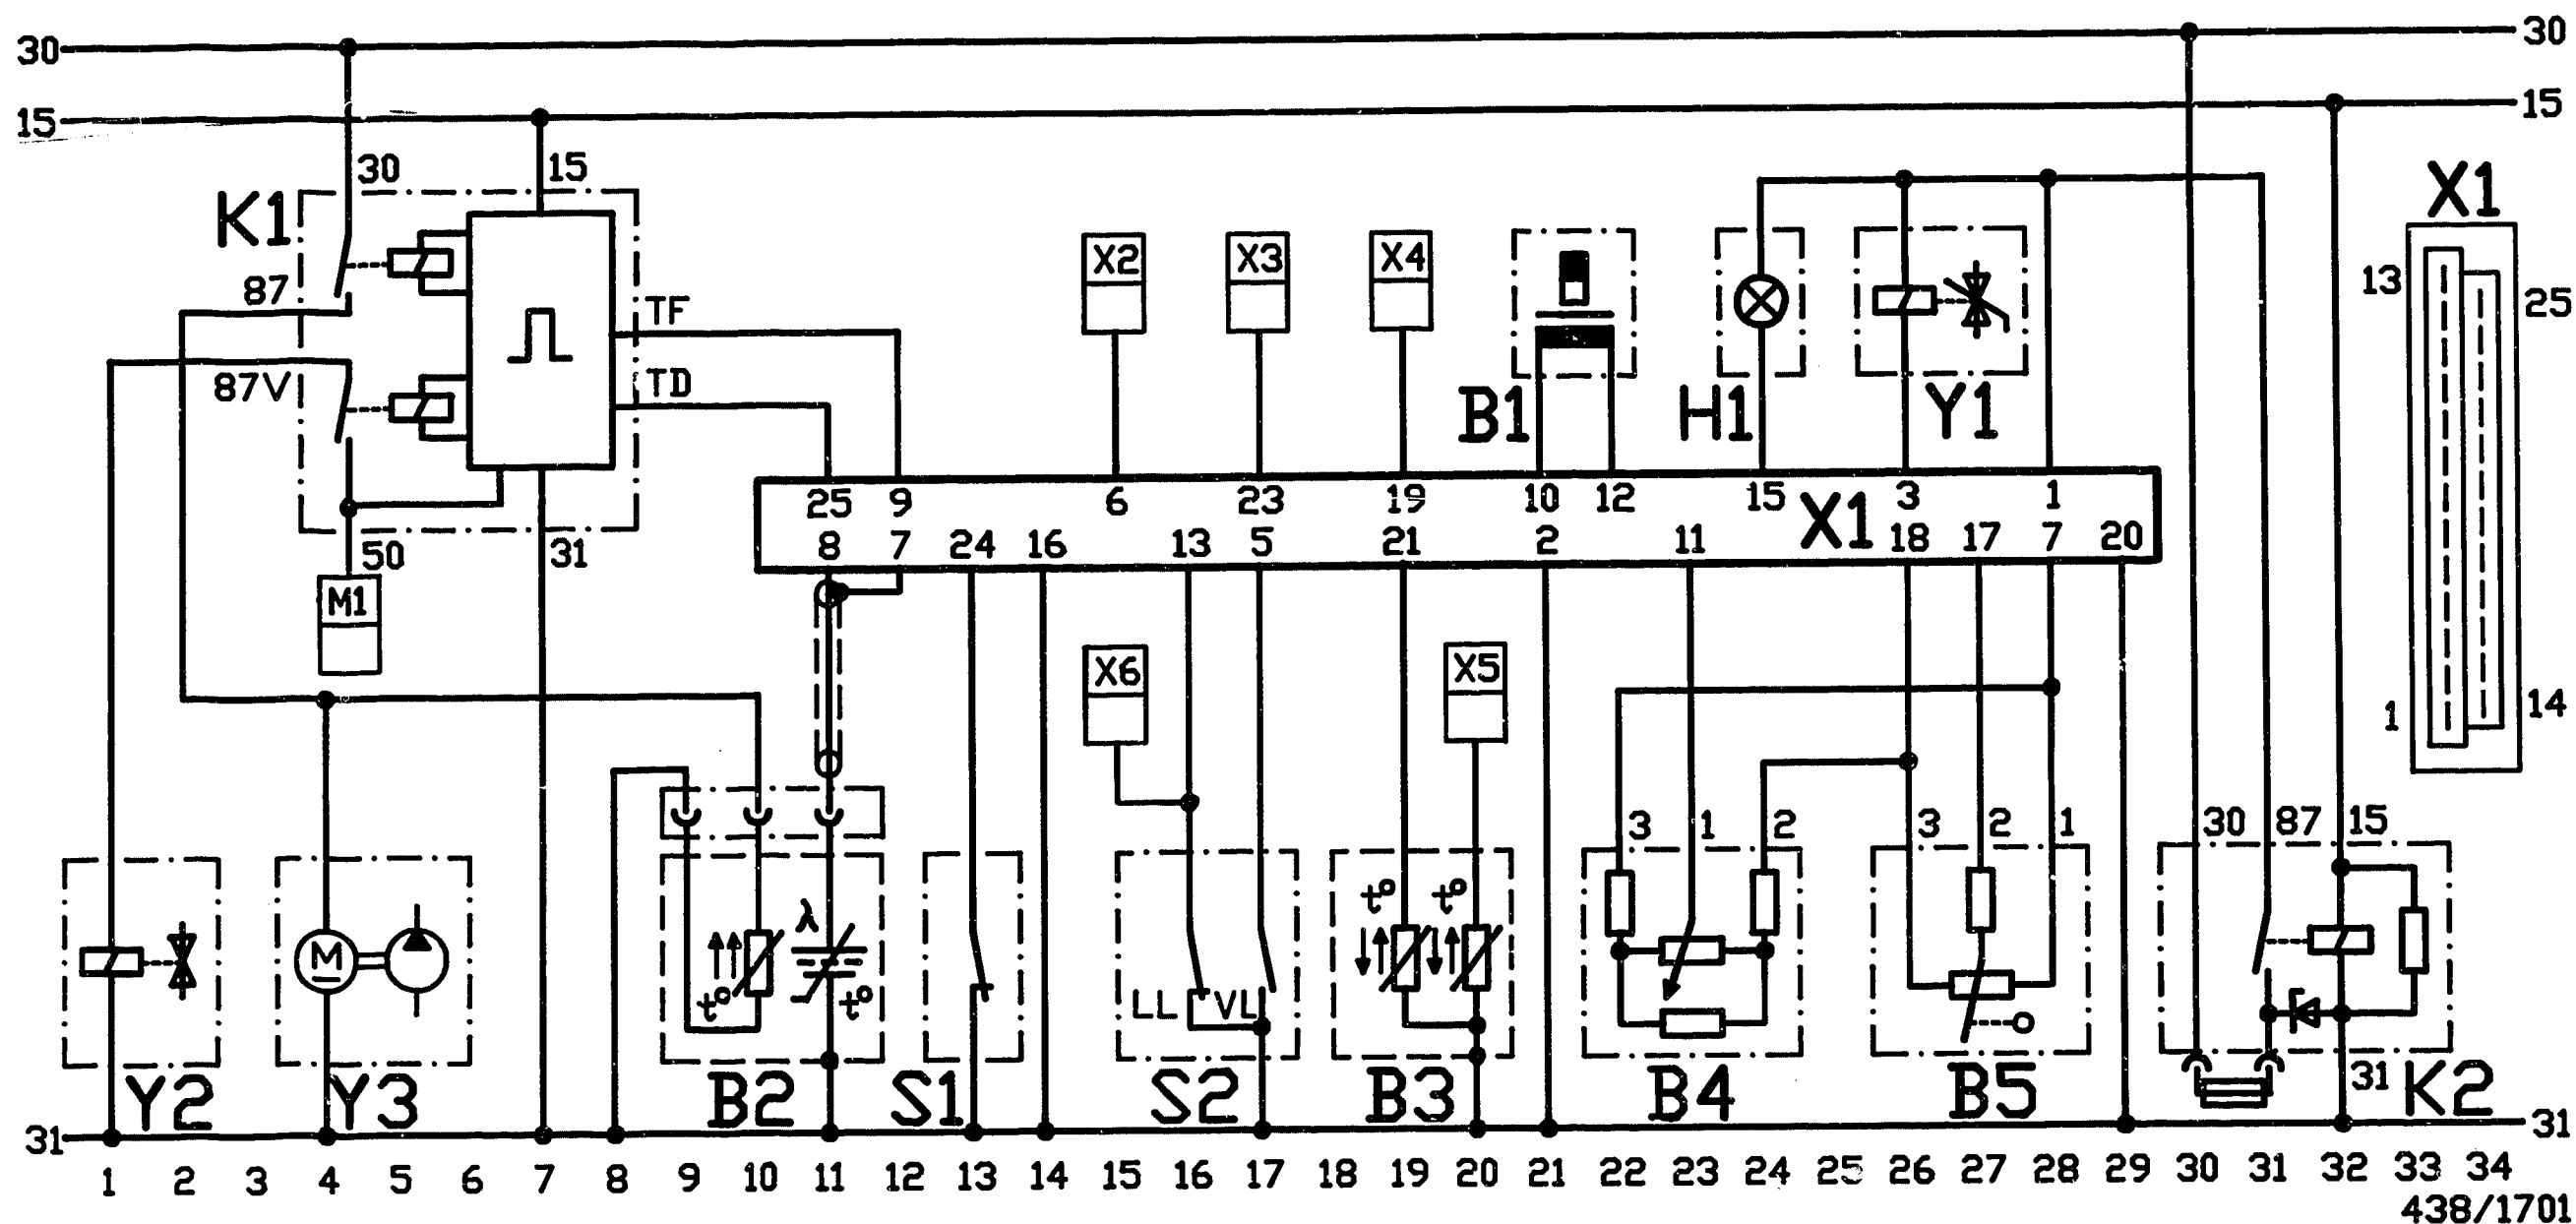 30 30
15 15
30 15
K1
87
TF
87V
TD
50 31
M1
X2 X3 X4
B1 H1 Y1
X1
13 25
1 14
25 9 6 23 19 10 12 15 3 1
X1
8 7 24 16 13 5 21 2 11 18 17 7 20
X6 X5
3 1 2 3 2 1 30 87 15
λ
t° t°
M
t° t°
LL VL
31
Y2 Y3 B2 S1 S2 B3 B4 B5 K2
31 31
1 2 3 4 5 6 7 8 9 10 11 12 13 14 15 16 17 18 19 20 21 22 23 24 25 26 27 28 29 30 31 32 33 34
438/1701